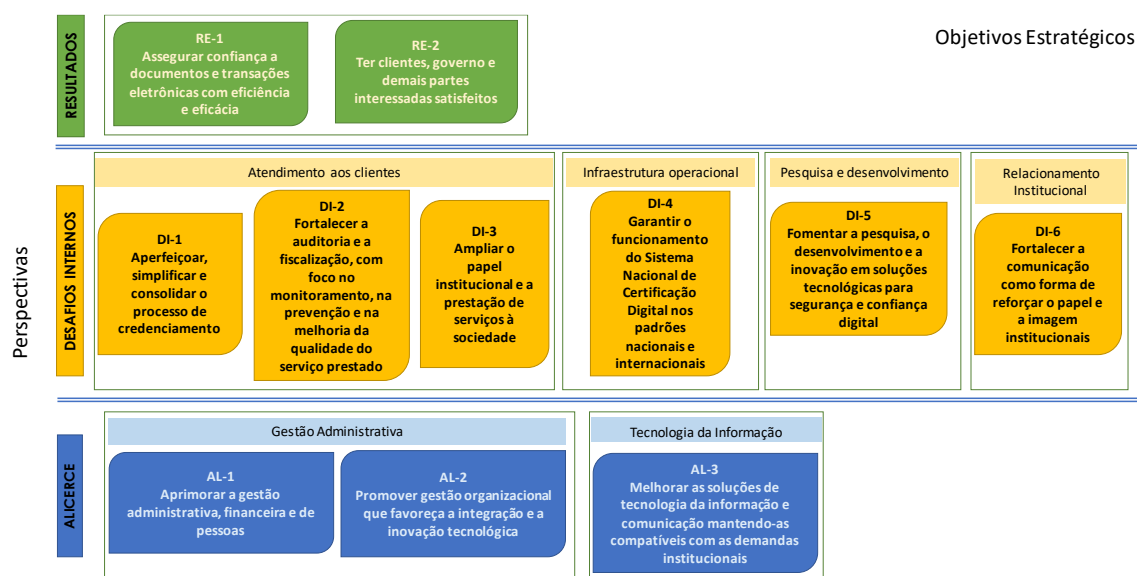 Objetivos Estratégicos
Perspectivas
RESULTADOS
RE-1
Assegurar confiança a
documentos e transações
eletrônicas com eficiência
e eficácia
RE-2
Ter clientes, governo e
demais partes
interessadas satisfeitos
DESAFIOS INTERNOS
Atendimento aos clientes
DI-1
Aperfeiçoar,
simplificar e
consolidar o
processo de
credenciamento
DI-2
Fortalecer a
auditoria e a
fiscalização, com
foco no
monitoramento, na
prevenção e na
melhoria da
qualidade do
serviço prestado
DI-3
Ampliar o
papel
institucional e a
prestação de
serviços à
sociedade
Infraestrutura operacional
DI-4
Garantir o
funcionamento
do Sistema
Nacional de
Certificação
Digital nos
padrões
nacionais e
internacionais
Pesquisa e desenvolvimento
DI-5
Fomentar a pesquisa, o
desenvolvimento e a
inovação em soluções
tecnológicas para
segurança e confiança
digital
Relacionamento
Institucional
DI-6
Fortalecer a
comunicação
como forma de
reforçar o papel e
a imagem
institucionais
ALICERCE
Gestão Administrativa
AL-1
Aprimorar a gestão
administrativa, financeira e de
pessoas
AL-2
Promover gestão organizacional
que favoreça a integração e a
inovação tecnológica
Tecnologia da Informação
AL-3
Melhorar as soluções de
tecnologia da informação e
comunicação mantendo-as
compatíveis com as demandas
institucionais